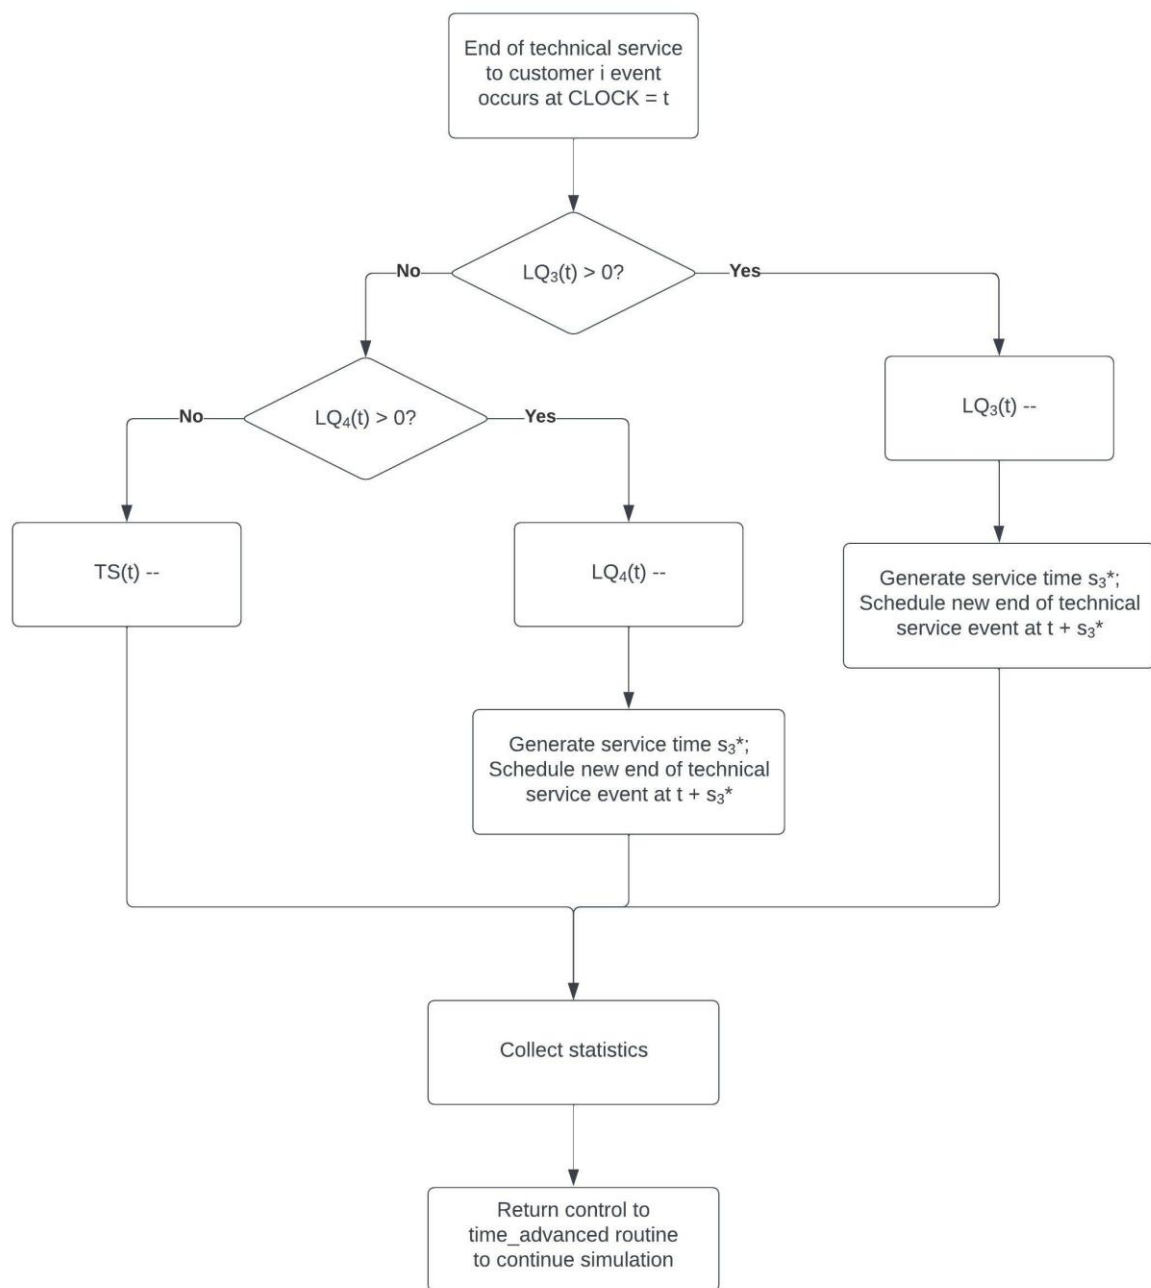 End of technical service
to customer i event
occurs at CLOCK = t
LQ₃(t) > 0?
No
Yes
LQ₄(t) > 0?
No
Yes
LQ₃(t) --
TS(t) --
LQ₄(t) --
Generate service time s₃*;
Schedule new end of technical
service event at t + s₃*
Generate service time s₃*;
Schedule new end of technical
service event at t + s₃*
Collect statistics
Return control to
time_advanced routine
to continue simulation